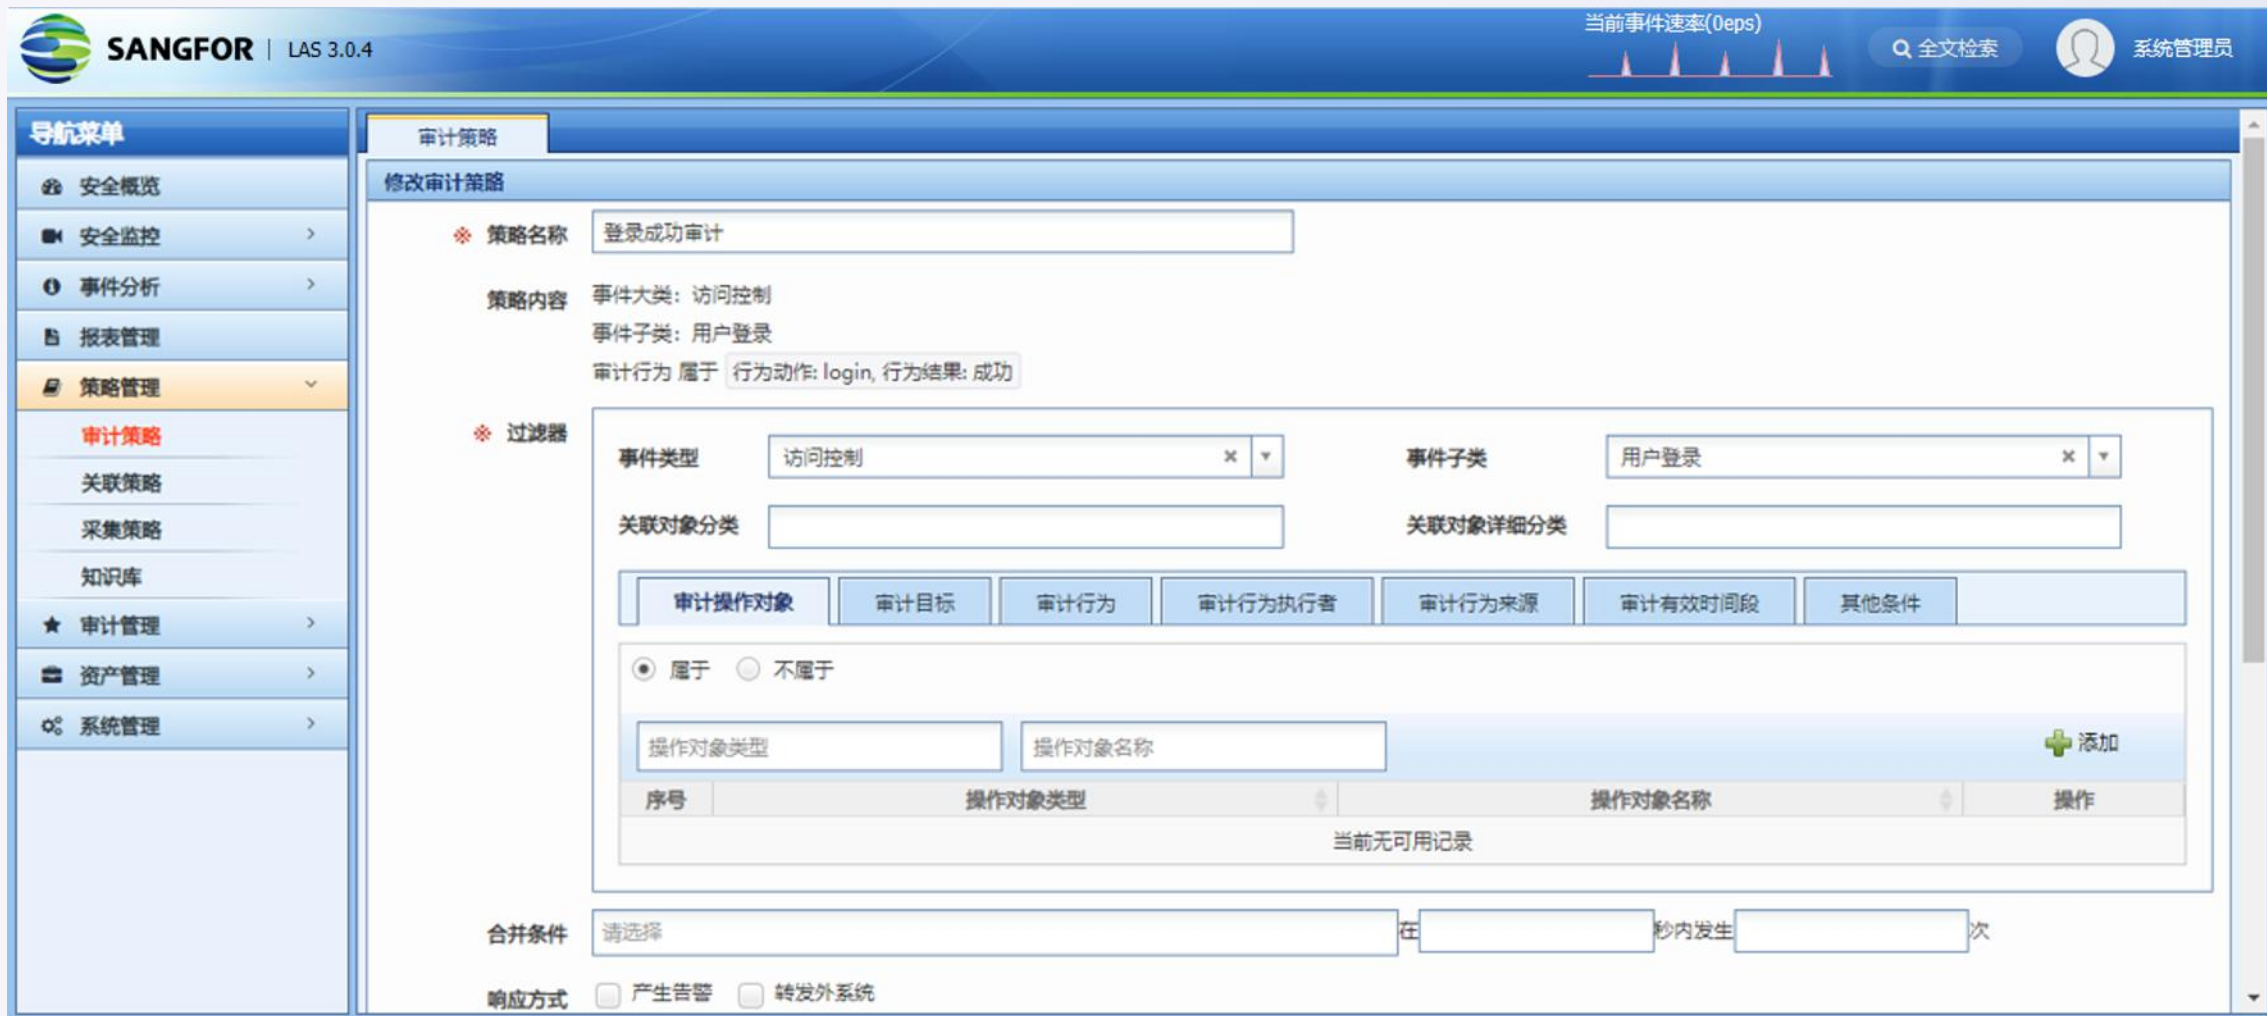 当前事件速率(0eps)
SANGFOR | LAS 3.0.4
全文检索
系统管理员
导航菜单
安全概览
安全监控
事件分析
报表管理
策略管理
审计策略
关联策略
采集策略
知识库
审计管理
资产管理
系统管理
审计策略
修改审计策略
※ 策略名称 登录成功审计
策略内容 事件大类：访问控制
事件子类：用户登录
审计行为 属于 行为动作: login, 行为结果: 成功
※ 过滤器
事件类型 访问控制 事件子类 用户登录
关联对象分类 关联对象详细分类
审计操作对象 审计目标 审计行为 审计行为执行者 审计行为来源 审计有效时间段 其他条件
属于 不属于
操作对象类型 操作对象名称 添加
序号 操作对象类型 操作对象名称 操作
当前无可用记录
合并条件 请选择 在 秒内发生 次
响应方式 产生告警 转发外系统